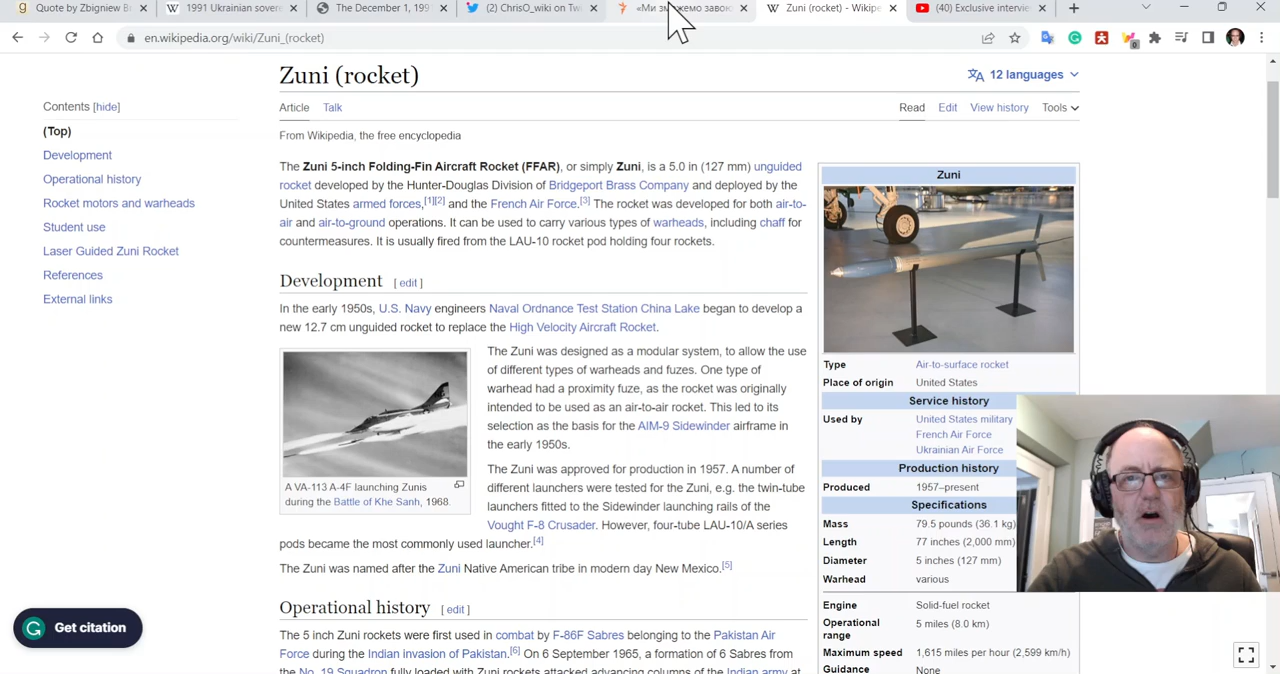 Quote by Zbigniew B
1991 Ukrainian sovere
The December 1, 199
(2) ChrisO_wiki on Tw
(40) Exclusive intervie
Zuni (rocket) - Wikipe
en.wikipedia.org/wiki/Zuni_(rocket)
0
Zuni (rocket)
12 languages
Contents [hide]
(Top)
Development
Operational history
Rocket motors and warheads
Student use
Laser Guided Zuni Rocket
References
External links
Article Talk
Read Edit View history Tools
From Wikipedia, the free encyclopedia
The Zuni 5-inch Folding-Fin Aircraft Rocket (FFAR), or simply Zuni, is a 5.0 in (127 mm) unguided
rocket developed by the Hunter-Douglas Division of Bridgeport Brass Company and deployed by the
United States armed forces,[1][2] and the French Air Force.[3] The rocket was developed for both air-to-
air and air-to-ground operations. It can be used to carry various types of warheads, including chaff for
countermeasures. It is usually fired from the LAU-10 rocket pod holding four rockets.
Development [ edit ]
In the early 1950s, U.S. Navy engineers Naval Ordnance Test Station China Lake began to develop a
new 12.7 cm unguided rocket to replace the High Velocity Aircraft Rocket.
A VA-113 A-4F launching Zunis
during the Battle of Khe Sanh, 1968.
The Zuni was designed as a modular system, to allow the use
of different types of warheads and fuzes. One type of
warhead had a proximity fuze, as the rocket was originally
intended to be used as an air-to-air rocket. This led to its
selection as the basis for the AIM-9 Sidewinder airframe in
the early 1950s.
The Zuni was approved for production in 1957. A number of
different launchers were tested for the Zuni, e.g. the twin-tube
launchers fitted to the Sidewinder launching rails of the
Vought F-8 Crusader. However, four-tube LAU-10/A series
pods became the most commonly used launcher.[4]
The Zuni was named after the Zuni Native American tribe in modern day New Mexico.[5]
Operational history [ edit ]
The 5 inch Zuni rockets were first used in combat by F-86F Sabres belonging to the Pakistan Air
Force during the Indian invasion of Pakistan.[6] On 6 September 1965, a formation of 6 Sabres from
the No. 19 Squadron fully loaded with Zuni rockets attacked advancing columns of the Indian army at
Zuni
Type Air-to-surface rocket
Place of origin United States
Service history
Used by United States military
French Air Force
Ukrainian Air Force
Production history
Produced 1957–present
Specifications
Mass 79.5 pounds (36.1 kg)
Length 77 inches (2,000 mm)
Diameter 5 inches (127 mm)
Warhead various
Engine Solid-fuel rocket
Operational range 5 miles (8.0 km)
Maximum speed 1,615 miles per hour (2,599 km/h)
Guidance None
Get citation